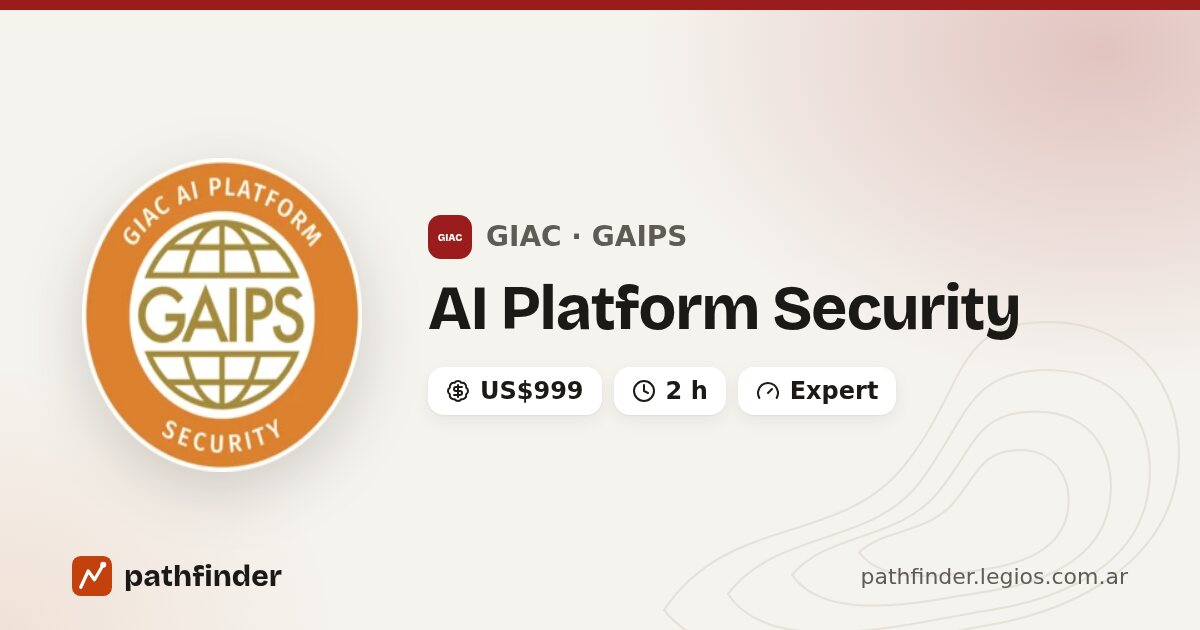 GIAC AI PLATFORM
GAIPS
SECURITY
GIAC
GIAC · GAIPS
AI Platform Security
US$999
2 h
Expert
pathfinder
pathfinder.legios.com.ar